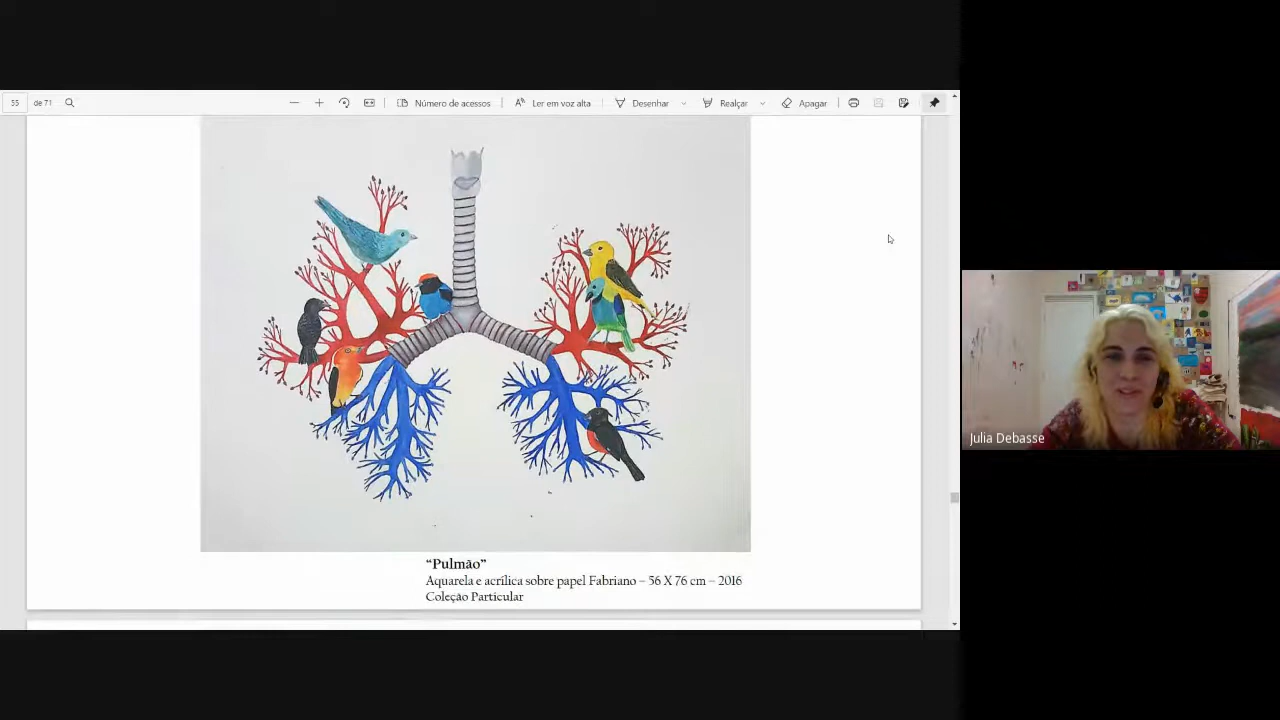 55 de 71 Número de acessos Ler em voz alta Desenhar Realçar Apagar
“Pulmão”
Aquarela e acrílica sobre papel Fabriano – 56 X 76 cm – 2016
Coleção Particular
Julia Debasse